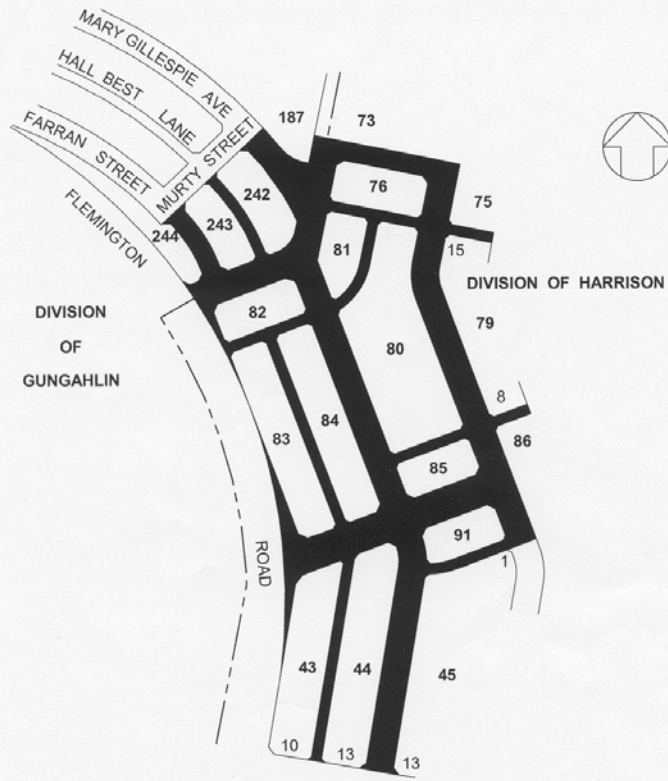 MARY GILLESPIE AVE
HALL BEST LANE
FARRAN STREET
MURTY STREET
FLEMINGTON
ROAD
187
73
76
75
15
242
243
244
81
82
DIVISION OF HARRISON
79
80
DIVISION
OF
GUNGAHLIN
83
84
8
86
85
91
1
43
44
45
10
13
13